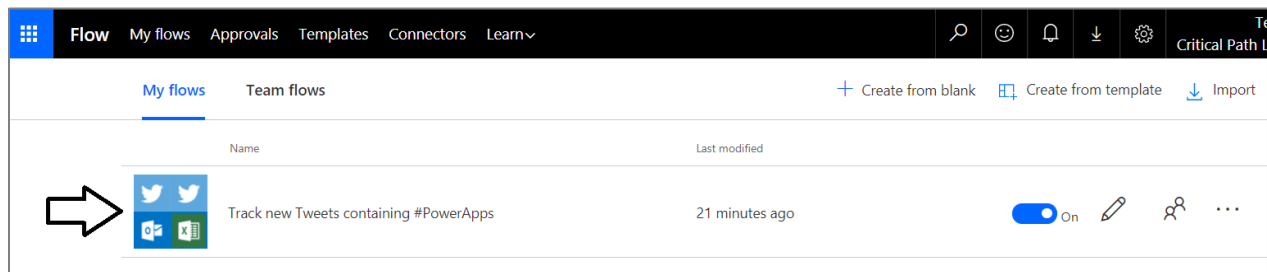 Flow My flows Approvals Templates Connectors Learn
Critical Path L
My flows Team flows Create from blank Create from template Import
Name Last modified
Track new Tweets containing #PowerApps 21 minutes ago On